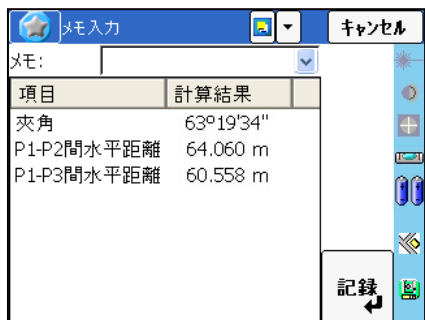 メモ入力
キャンセル
メモ:
項目 計算結果
夾角 63º19'34"
P1-P2間水平距離 64.060 m
P1-P3間水平距離 60.558 m
記録